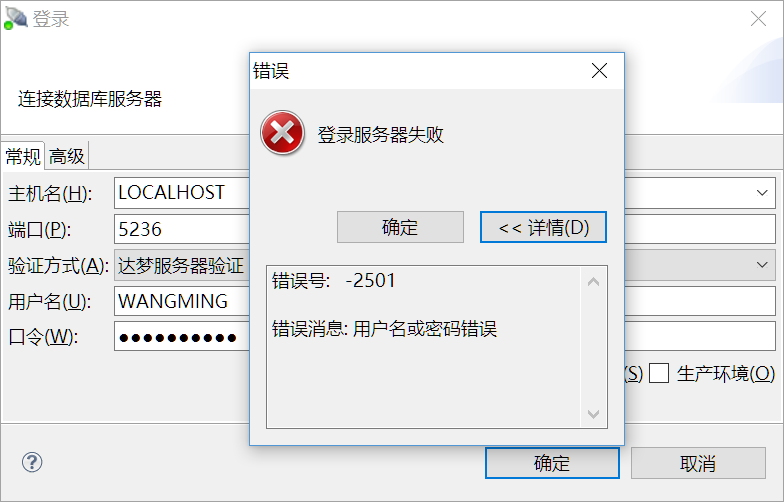 登录
连接数据库服务器
常规 高级
主机名(H): LOCALHOST
端口(P): 5236
验证方式(A): 达梦服务器验证
用户名(U): WANGMING
口令(W): ●●●●●●●●●●
(S) 生产环境(O)
确定 取消
错误
登录服务器失败
确定 << 详情(D)
错误号: -2501
错误消息: 用户名或密码错误